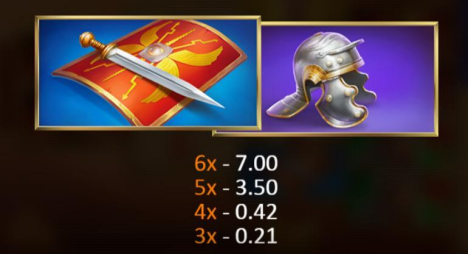 6x - 7.00
5x - 3.50
4x - 0.42
3x - 0.21